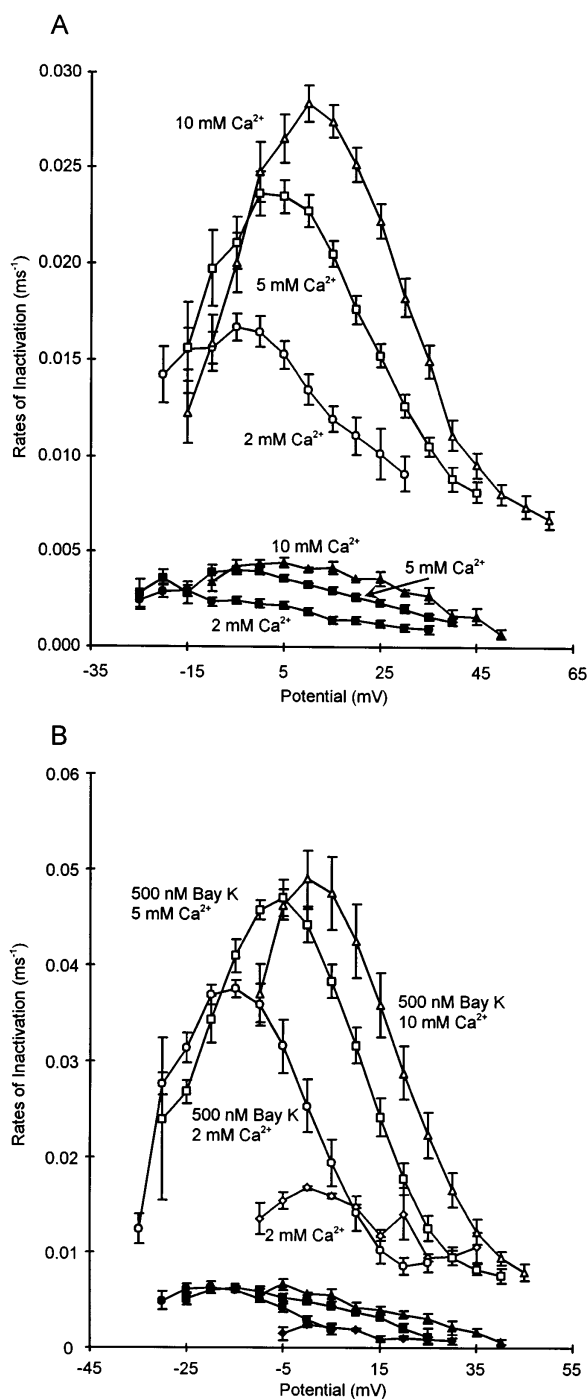 A
0.030
10 mM Ca²⁺
0.025
0.020
5 mM Ca²⁺
Rates of Inactivation (ms⁻¹)
0.015
2 mM Ca²⁺
0.010
10 mM Ca²⁺
0.005
5 mM Ca²⁺
2 mM Ca²⁺
0.000
-35 -15 5 25 45 65
Potential (mV)
B
0.06
0.05
500 nM Bay K
5 mM Ca²⁺
0.04
500 nM Bay K
10 mM Ca²⁺
Rates of Inactivation (ms⁻¹)
0.03
500 nM Bay K
2 mM Ca²⁺
0.02
2 mM Ca²⁺
0.01
0
-45 -25 -5 15 35 55
Potential (mV)